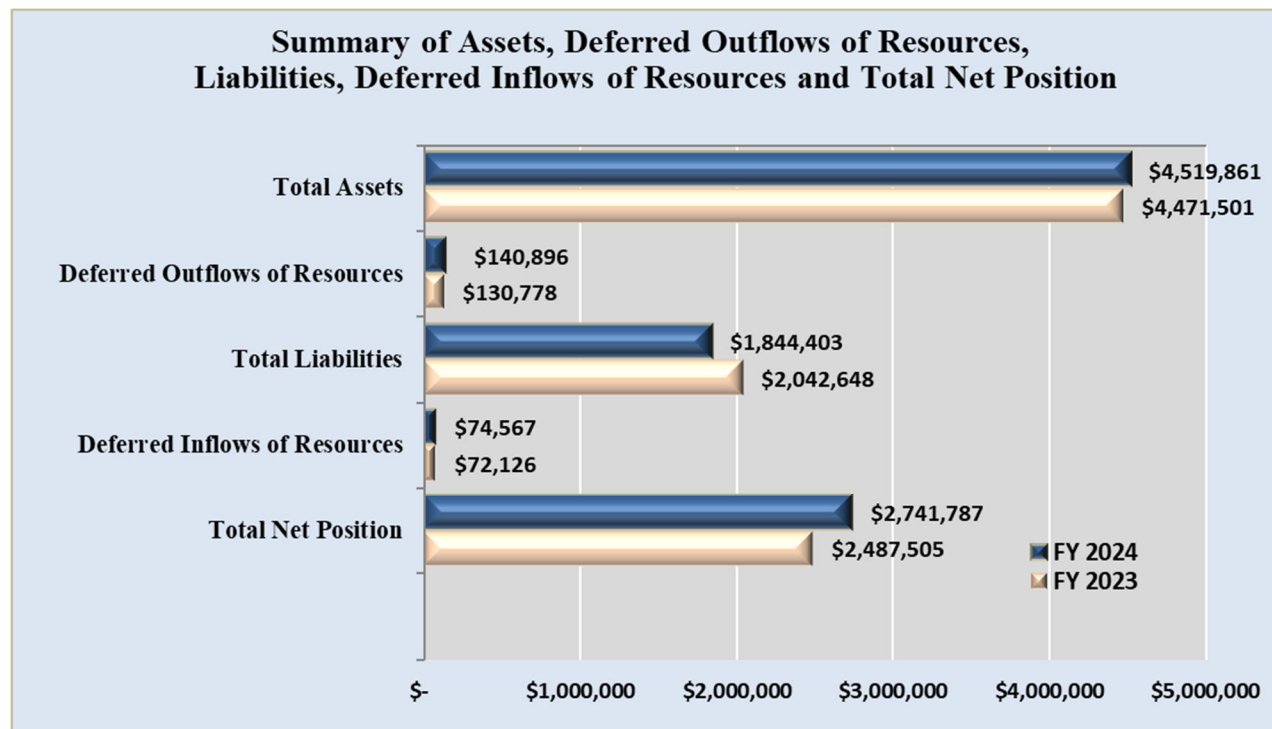 Summary of Assets, Deferred Outflows of Resources,
Liabilities, Deferred Inflows of Resources and Total Net Position
Total Assets
$4,519,861
$4,471,501
Deferred Outflows of Resources
$140,896
$130,778
Total Liabilities
$1,844,403
$2,042,648
Deferred Inflows of Resources
$74,567
$72,126
Total Net Position
$2,741,787
$2,487,505
FY 2024
FY 2023
$-
$1,000,000
$2,000,000
$3,000,000
$4,000,000
$5,000,000